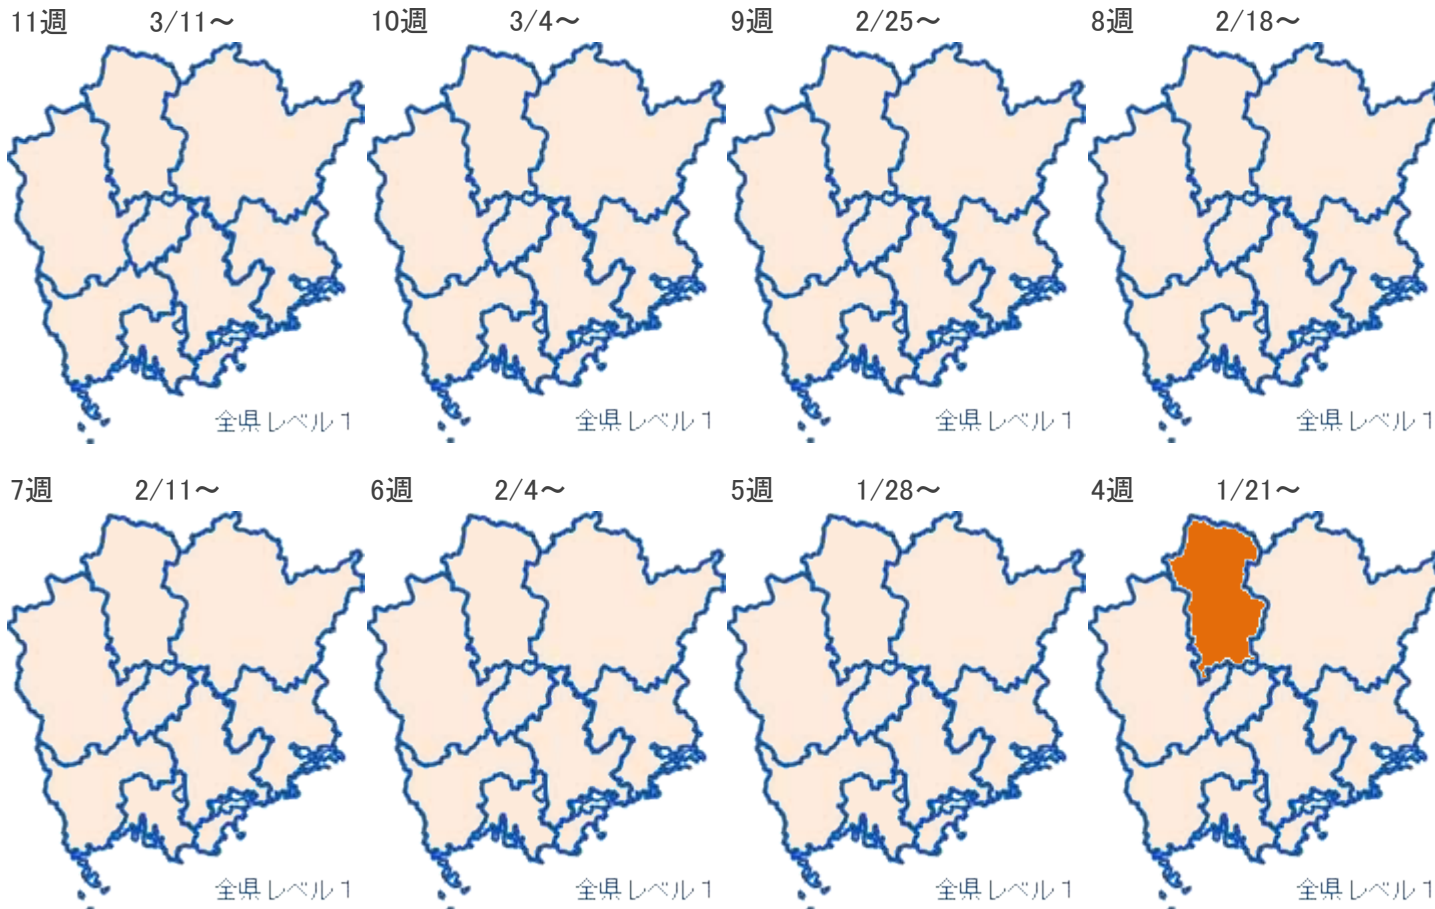 11週 3/11～
10週 3/4～
9週 2/25～
8週 2/18～
全県レベル1
全県レベル1
全県レベル1
全県レベル1
7週 2/11～
6週 2/4～
5週 1/28～
4週 1/21～
全県レベル1
全県レベル1
全県レベル1
全県レベル1